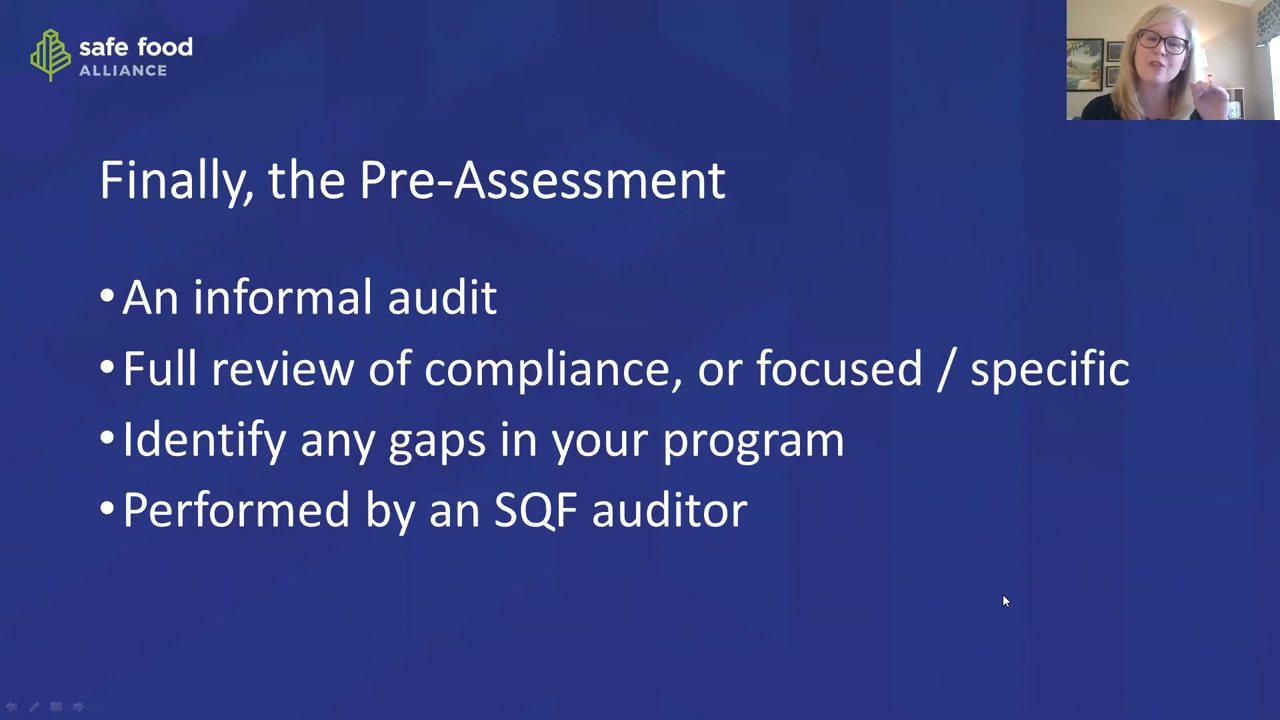 safe food
ALLIANCE
Finally, the Pre-Assessment
•An informal audit
•Full review of compliance, or focused / specific
•Identify any gaps in your program
•Performed by an SQF auditor